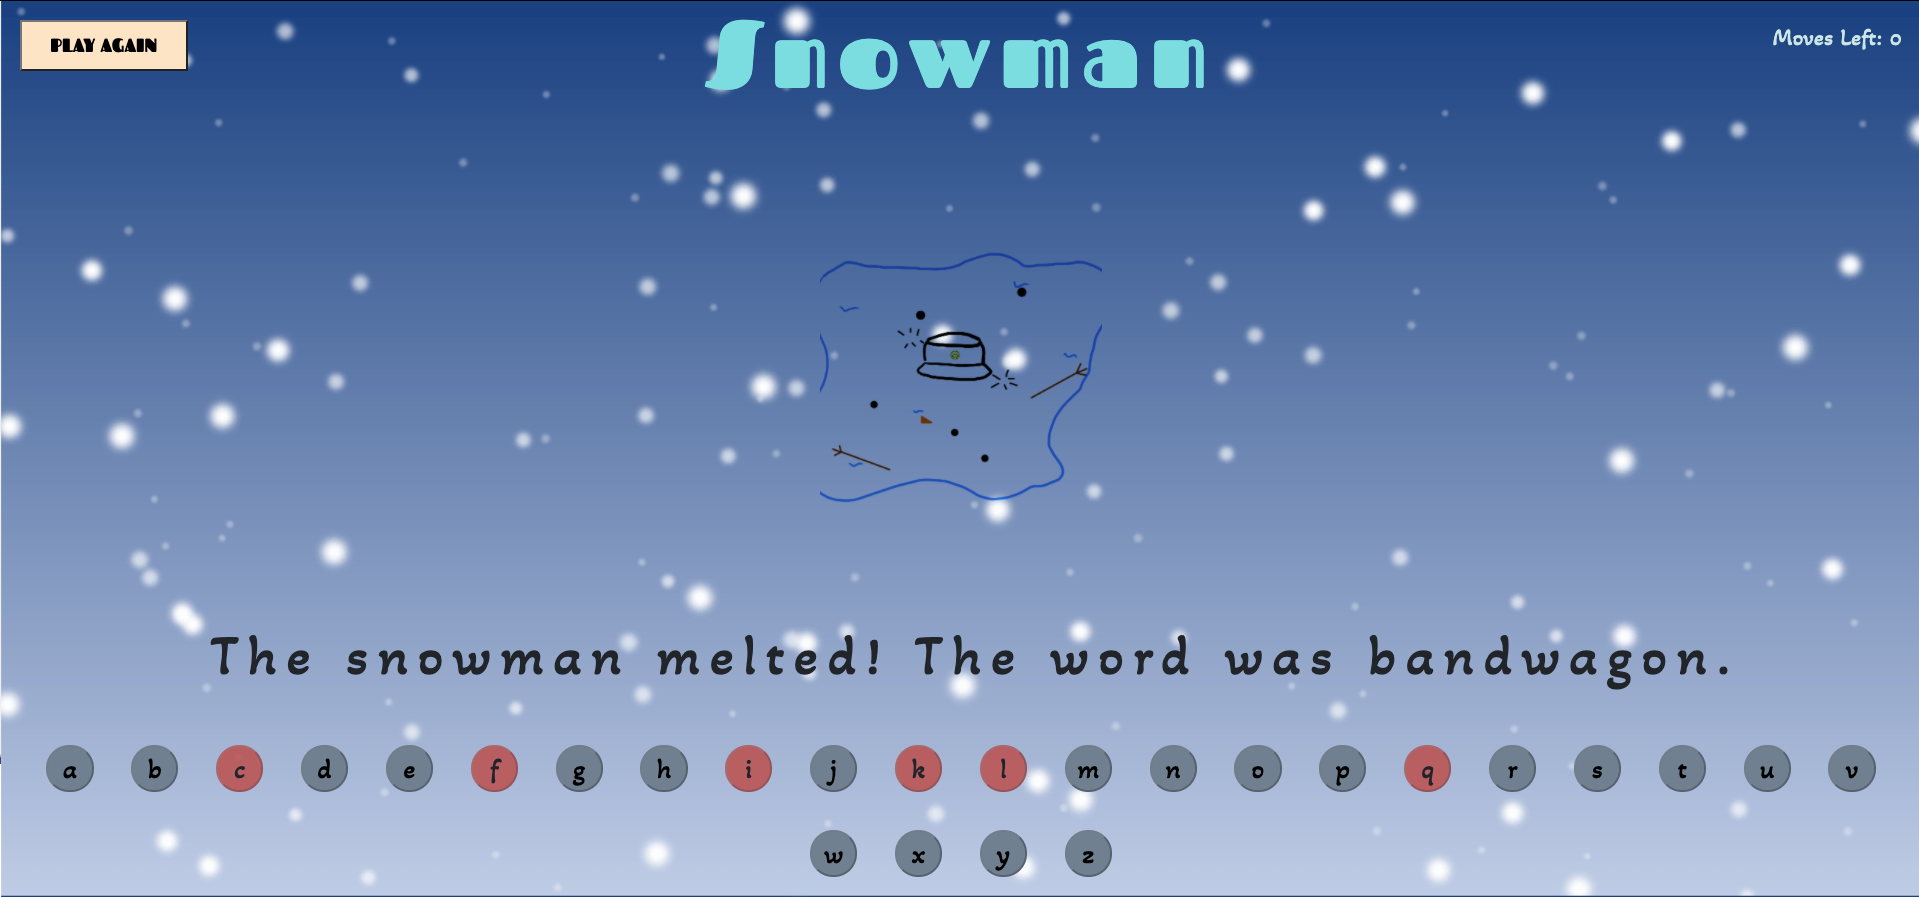 PLAY AGAIN
Snowman
Moves Left: 0
The snowman melted! The word was bandwagon.
a b c d e f g h i j k l m n o p q r s t u v
w x y z